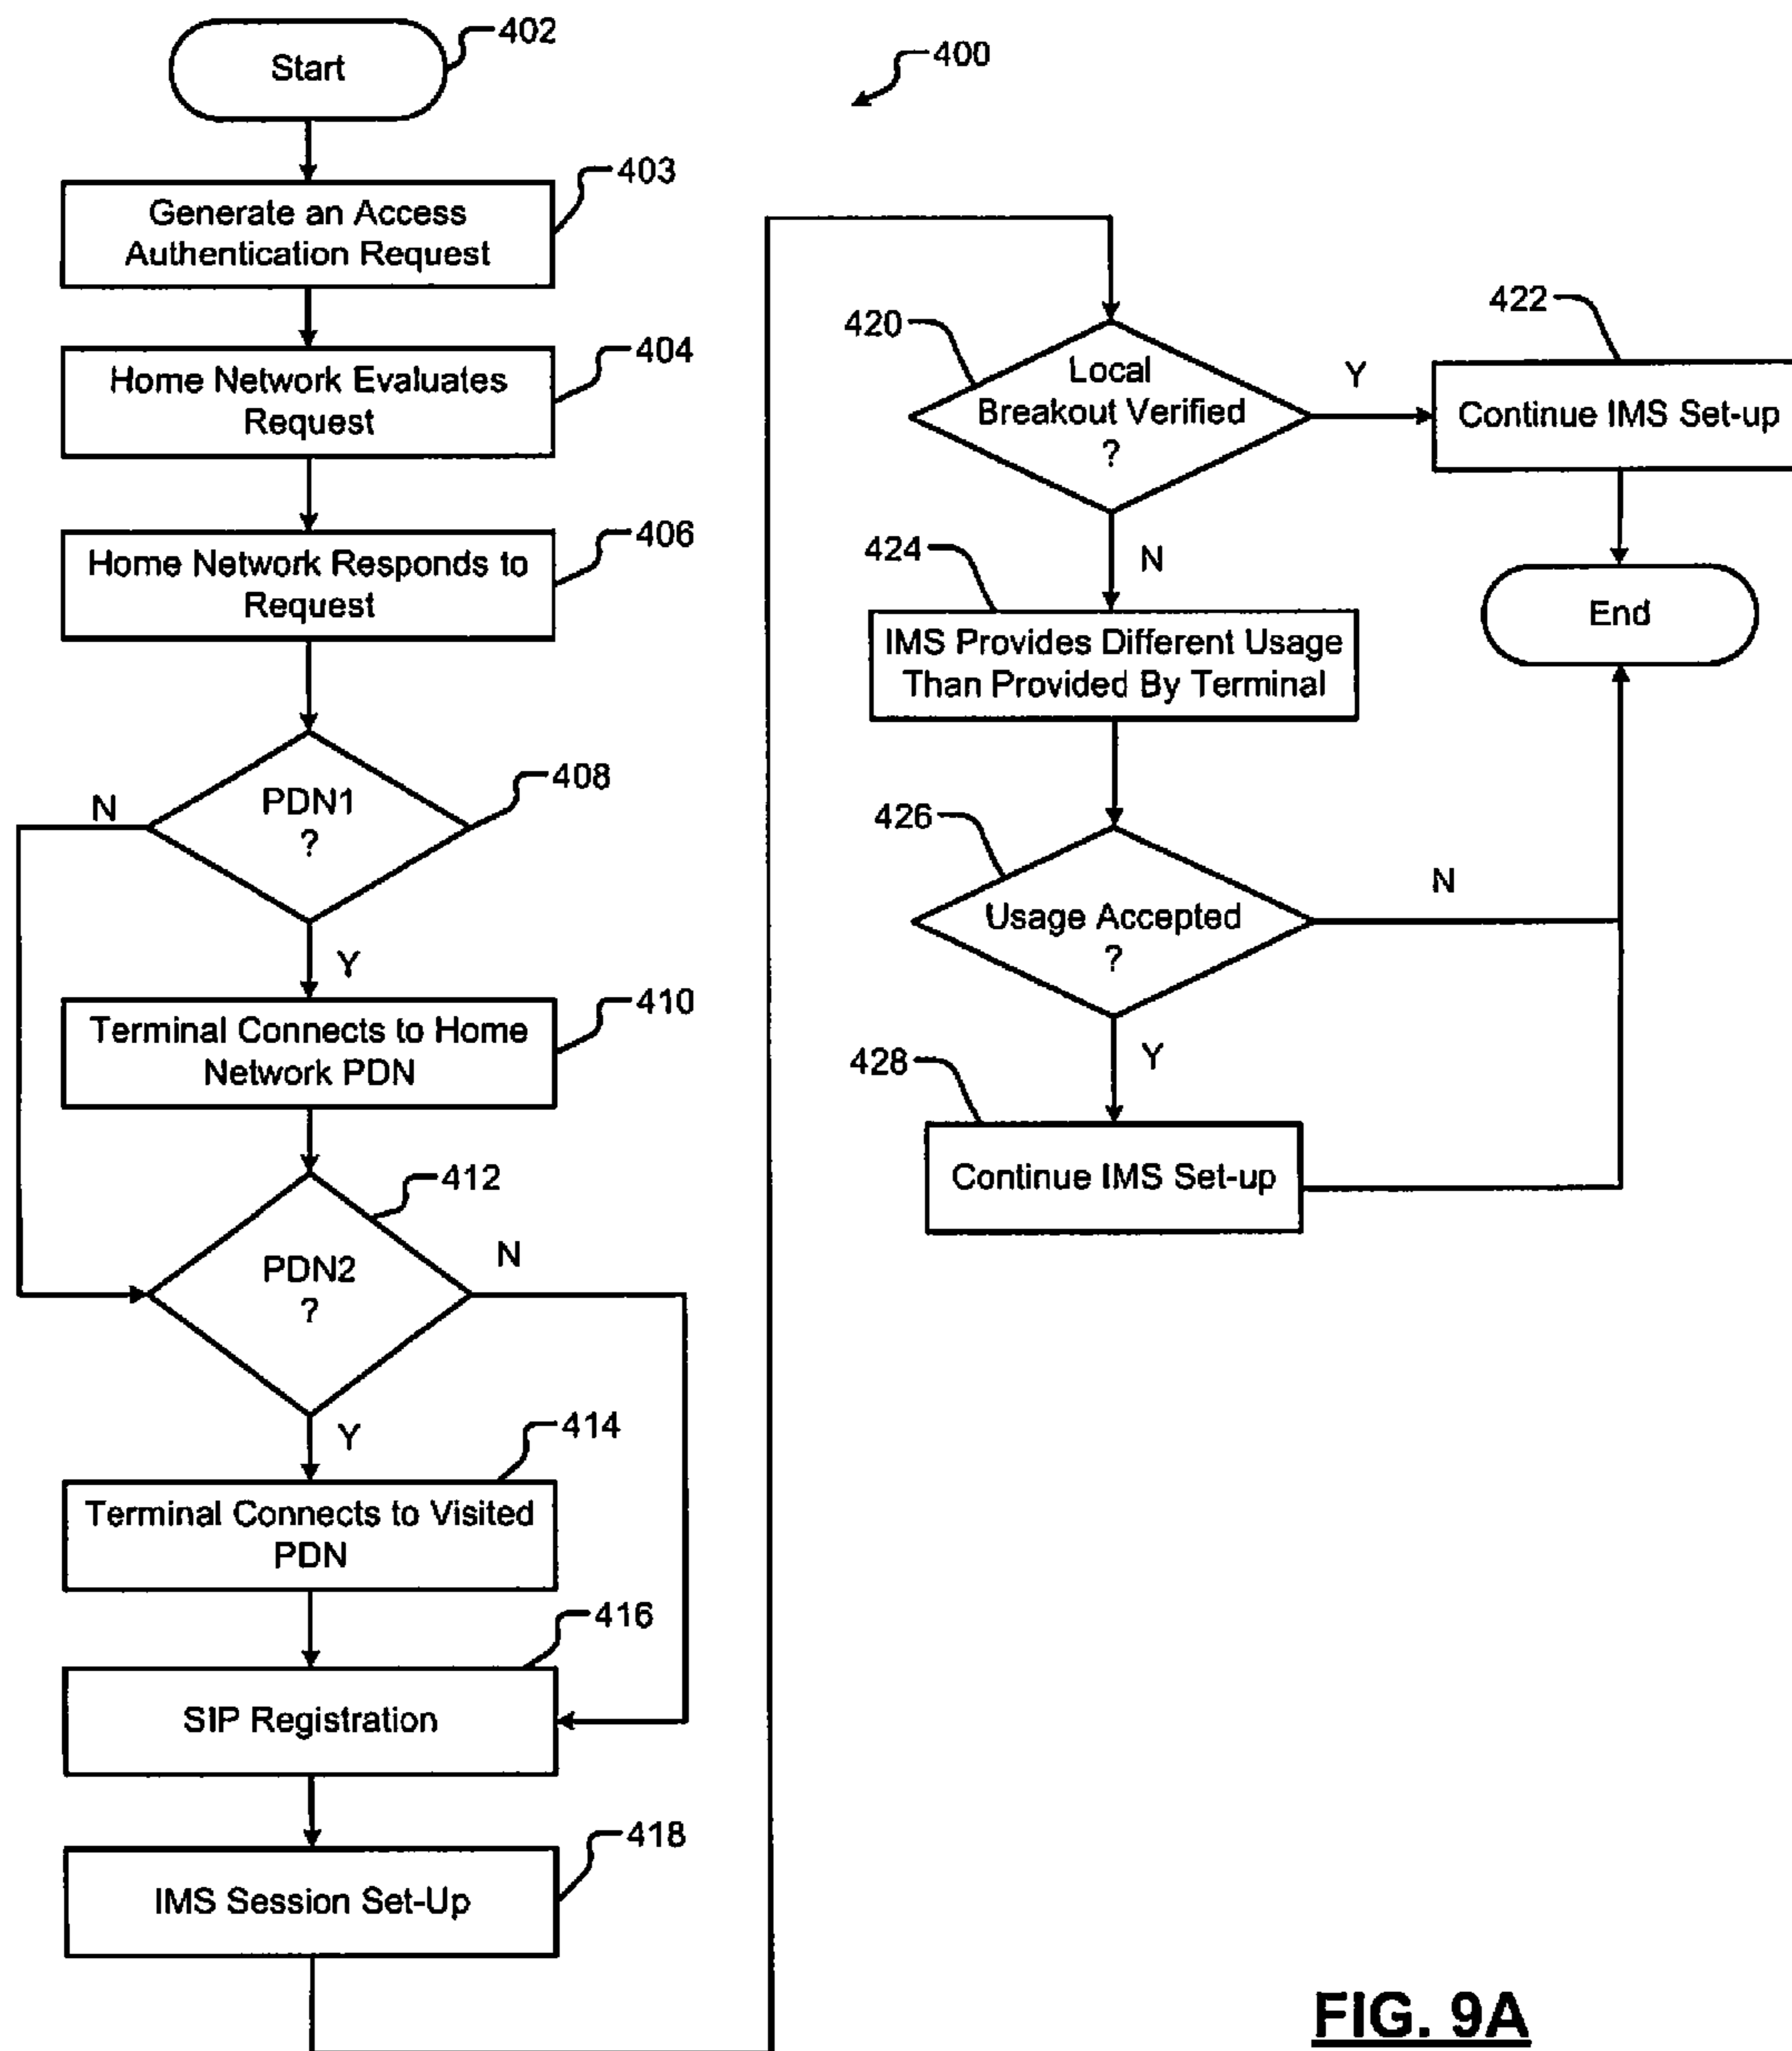 Start
402
400
Generate an Access
Authentication Request
403
Home Network Evaluates
Request
404
Home Network Responds to
Request
406
PDN1
?
408
N
Y
Terminal Connects to Home
Network PDN
410
PDN2
?
412
N
Y
Terminal Connects to Visited
PDN
414
SIP Registration
416
IMS Session Set-Up
418
Local
Breakout Verified
?
420
Y
N
Continue IMS Set-up
422
End
IMS Provides Different Usage
Than Provided By Terminal
424
Usage Accepted
?
426
N
Y
Continue IMS Set-up
428
FIG. 9A